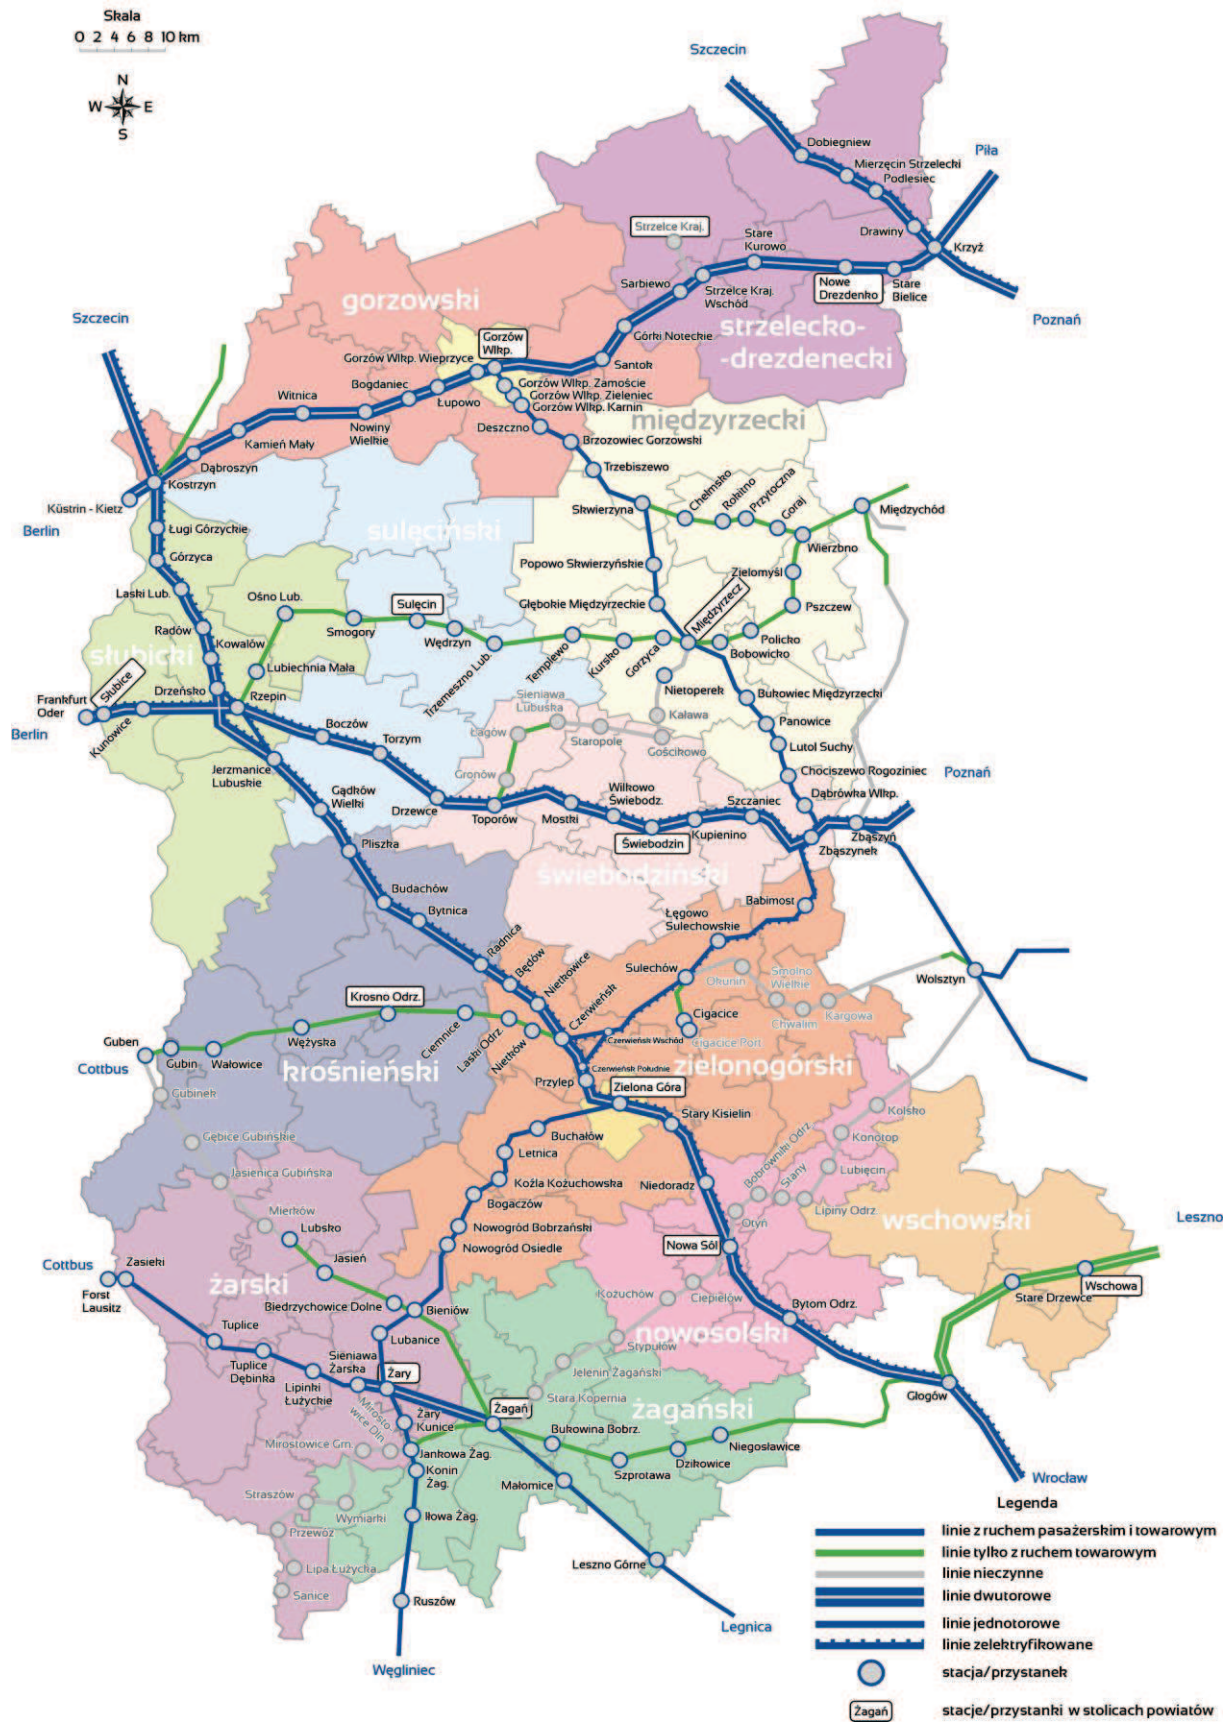 Skala
0 2 4 6 8 10 km
N
W E
S
Szczecin
Dobiegniew
Mierzęcin Strzelecki
Podlesiec
Piła
Drawiny
Krzyż
Strzelce Kraj.
Stare
Kurowo
Sarbiewo
Strzelce Kraj.
Wschód
Nowe
Drezdenko
Stare
Bielice
Poznań
gorzowski
strzelecko-
-drezdenecki
Szczecin
Górki Noteckie
Gorzów
Wlkp.
Gorzów Wlkp. Wieprzyce
Santok
Bogdaniec
Gorzów Wlkp. Zamoście
Gorzów Wlkp. Zieleniec
Gorzów Wlkp. Karnin
Witnica
Łupowo
Deszczno
międzyrzecki
Nowiny
Wielkie
Kamień Mały
Brzozowiec Gorzowski
Dąbroszyn
Trzebiszewo
Kostrzyn
Küstrin - Kietz
Berlin
Skwierzyna
Chełmsko
Rokitno
Przytoczna
Goraj
Międzychód
Ługi Górzyckie
sulęciński
Wierzbno
Górzyca
Popowo Skwierzyńskie
Zielomyśl
Laski Lub.
Głębokie Międzyrzeckie
Międzyrzecz
Pszczew
Ośno Lub.
Sulęcin
Radów
Smogory
Wędrzyn
Policko
Bobowicko
Kowalów
słubicki
Lubiechnia Mała
Trzemeszno Lub.
Templewo
Kursko
Gorzyca
Nietoperek
Frankfurt
Oder
Słubice
Drzeńsko
Rzepin
Sieniawa
Lubuska
Bukowiec Międzyrzecki
Berlin
Kunowice
Kaława
Panowice
Boczów
Łagów
Staropole
Gościkowo
Torzym
Lutol Suchy
Jerzmanice
Lubuskie
Gronów
Chociszewo Rogoziniec
Poznań
Gądków
Wielki
Drzewce
Toporów
Mostki
Wilkowo
Świebodz.
Szczaniec
Dąbrówka Wlkp.
Świebodzin
Kupienino
Zbąszyń
Zbąszynek
Pliszka
świebodziński
Budachów
Bytnica
Babimost
Łęgowo
Sulechowskie
Radnica
Będów
Nietkowice
Sulechów
Okunin
Smolno
Wielkie
Wolsztyn
Krosno Odrz.
Chwalim
Kargowa
Czerwieńsk
Cigacice
Guben
Gubin
Wałowice
Wężyska
Ciemnice
Laski Odrz.
Nietków
Czerwieńsk Wschód
Cigacice Port
Cottbus
krośnieński
Czerwieńsk Południe
zielonogórski
Gubinek
Przylep
Zielona Góra
Stary Kisielin
Kolsko
Gębice Gubińskie
Buchałów
Konotop
Letnica
Bobrowniki Odrz.
Lubięcin
Jasienica Gubińska
Koźla Kożuchowska
Niedoradz
Słany
Bogaczów
Lipiny Odrz.
Mierków
Otyń
Leszno
Lubsko
Nowogród Bobrzański
wschowski
Nowogród Osiedle
Nowa Sól
Cottbus
Zasieki
Jasień
Forst
Lausitz
żarski
Kożuchów
Ciepielów
Wschowa
Stare Drzewce
Biedrzychowice Dolne
Bieniów
Bytom Odrz.
nowosolski
Lubanice
Tuplice
Stypułów
Sieniawa
Żarska
Tuplice
Dębinka
Żary
Jelenin Żagański
Lipinki
Łużyckie
Stara Kopernia
Głogów
Mirosto
wice Dln
Żary
Kunice
Żagań
żagański
Bukowina Bobrz.
Niegosławice
Mirostowice Grn.
Jankowa Żag.
Dzikowice
Konin
Żag.
Szprotawa
Małomice
Wrocław
Straszów
Wymiarki
Iłowa Żag.
Przewóz
Leszno Górne
Lipa Łużycka
Sanice
Ruszów
Legnica
Węgliniec
Legenda
linie z ruchem pasażerskim i towarowym
linie tylko z ruchem towarowym
linie nieczynne
linie dwutorowe
linie jednotorowe
linie zelektryfikowane
stacja/przystanek
Żagań
stacje/przystanki w stolicach powiatów